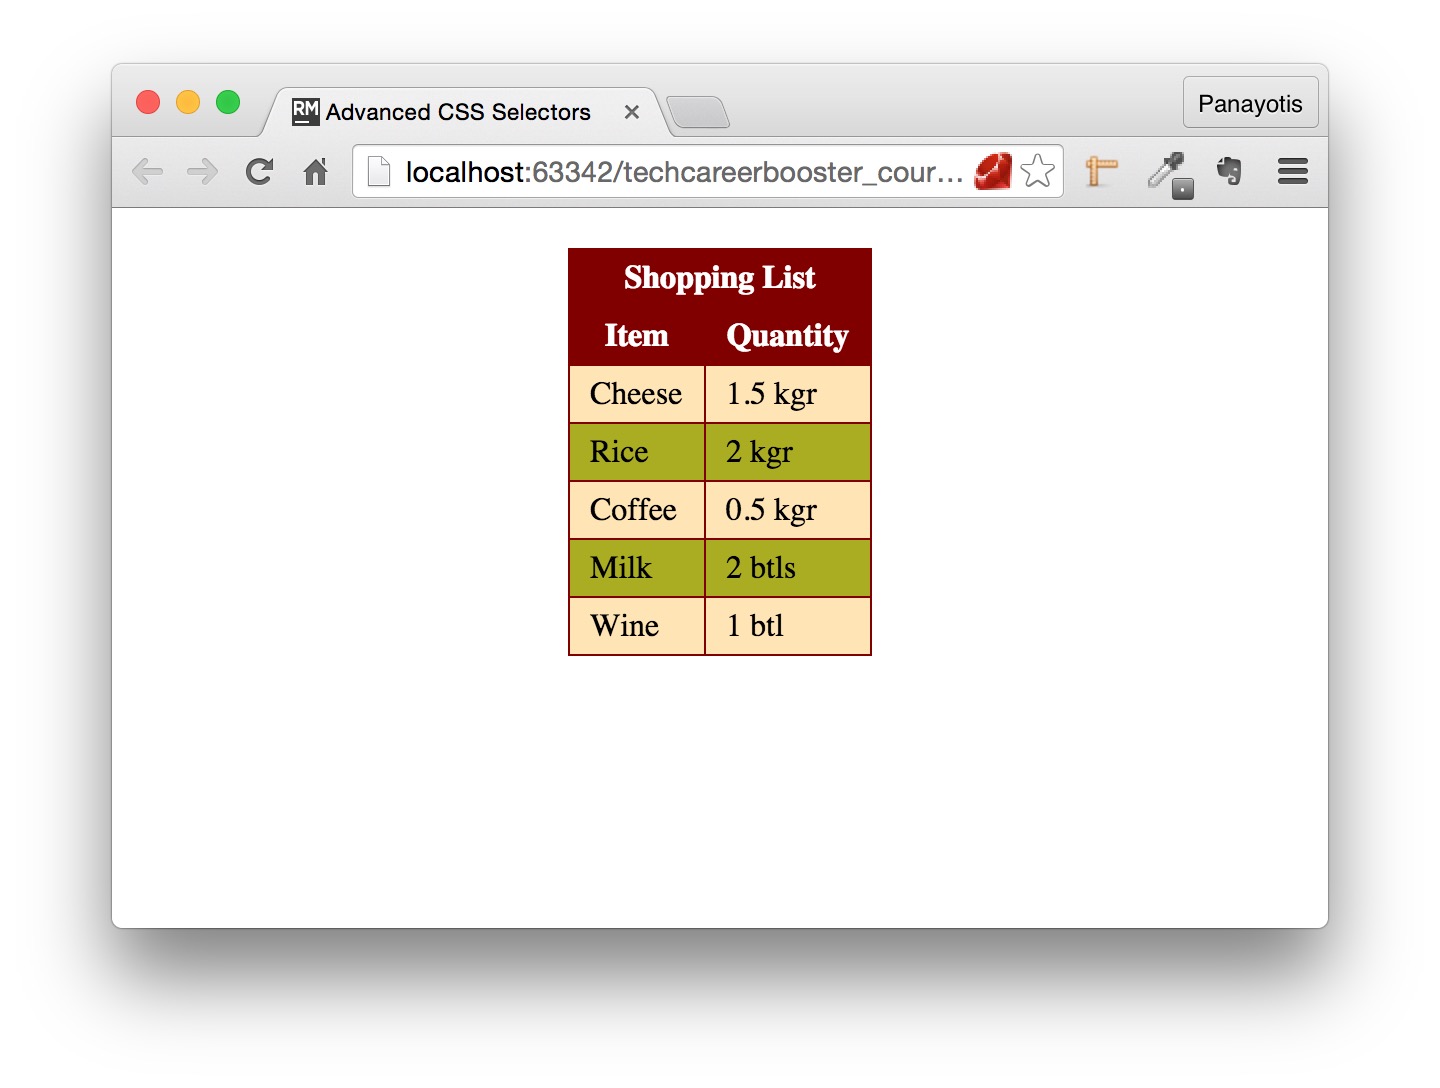 RM Advanced CSS Selectors
Panayotis
localhost:63342/techcareerbooster_cour...
Shopping List
Item Quantity
Cheese 1.5 kgr
Rice 2 kgr
Coffee 0.5 kgr
Milk 2 btls
Wine 1 btl